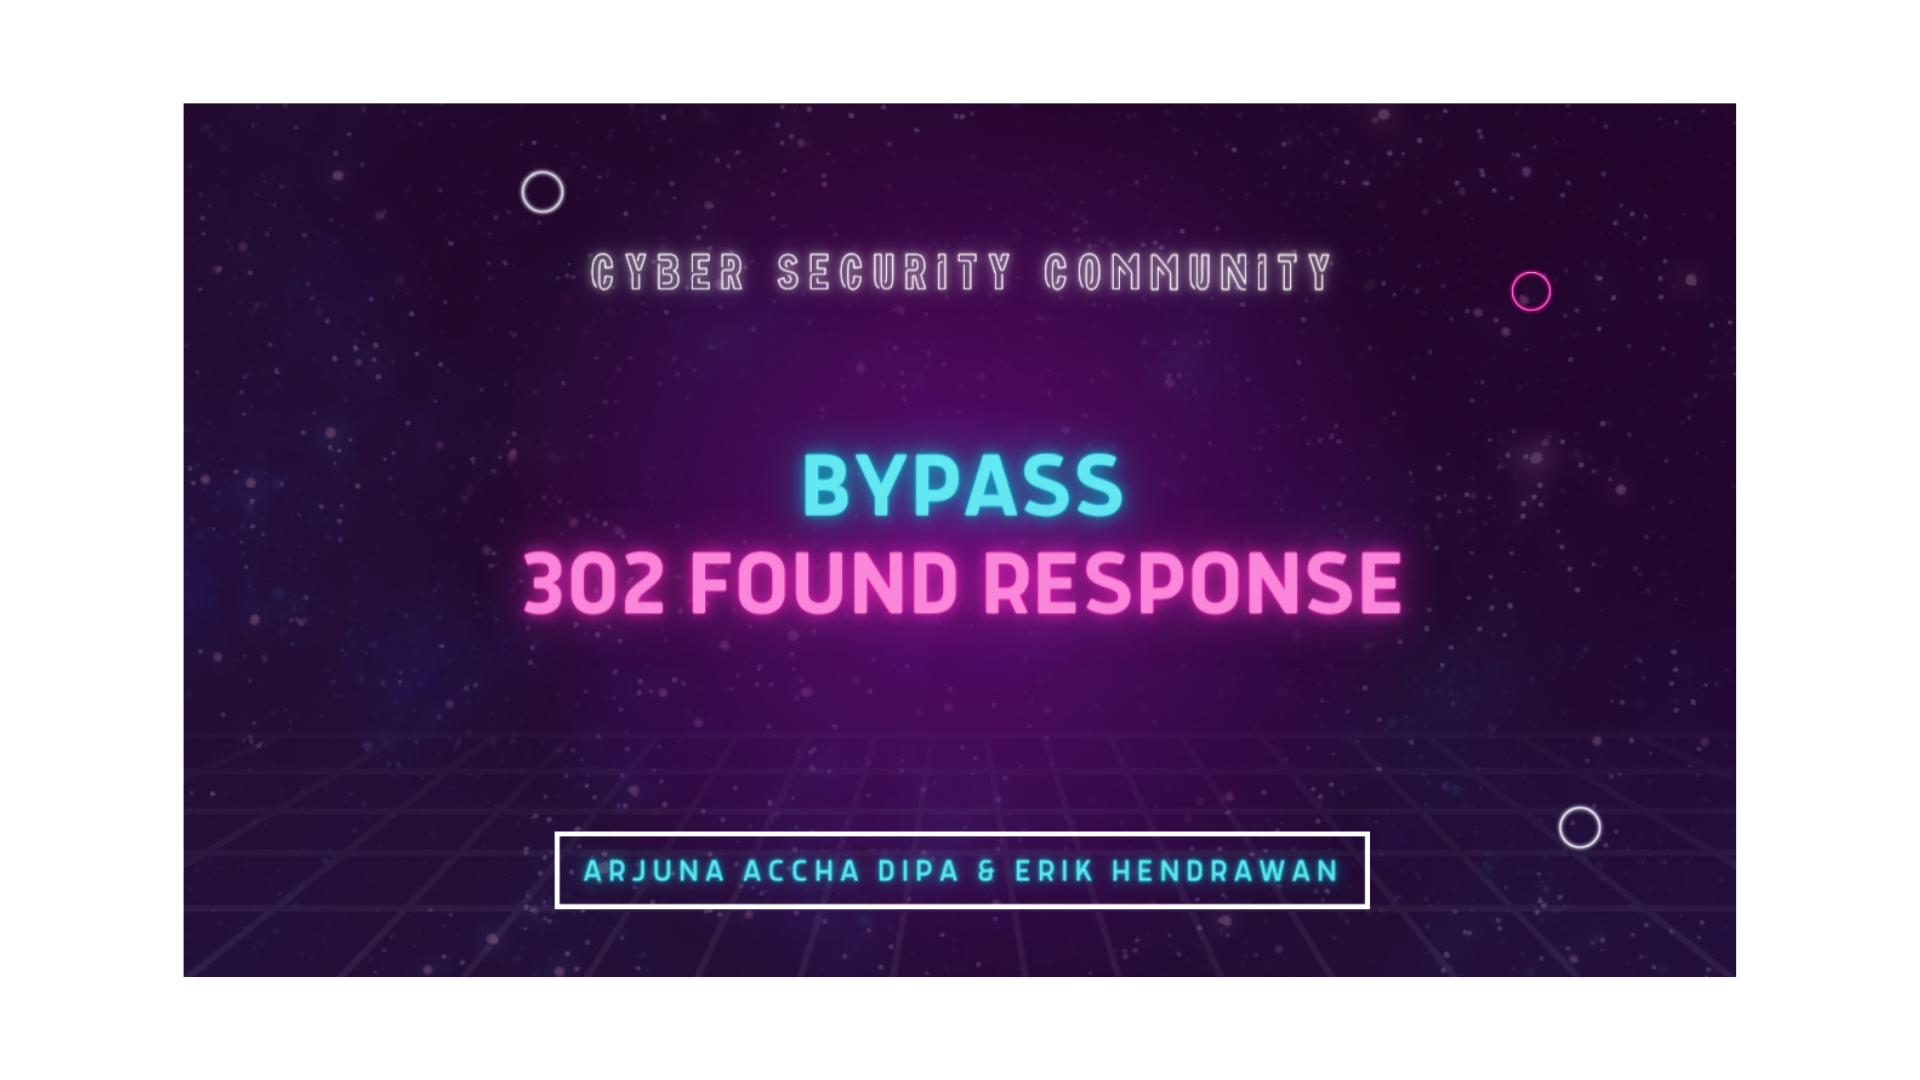 CYBER SECURITY COMMUNITY
BYPASS
302 FOUND RESPONSE
ARJUNA ACCHA DIPA & ERIK HENDRAWAN